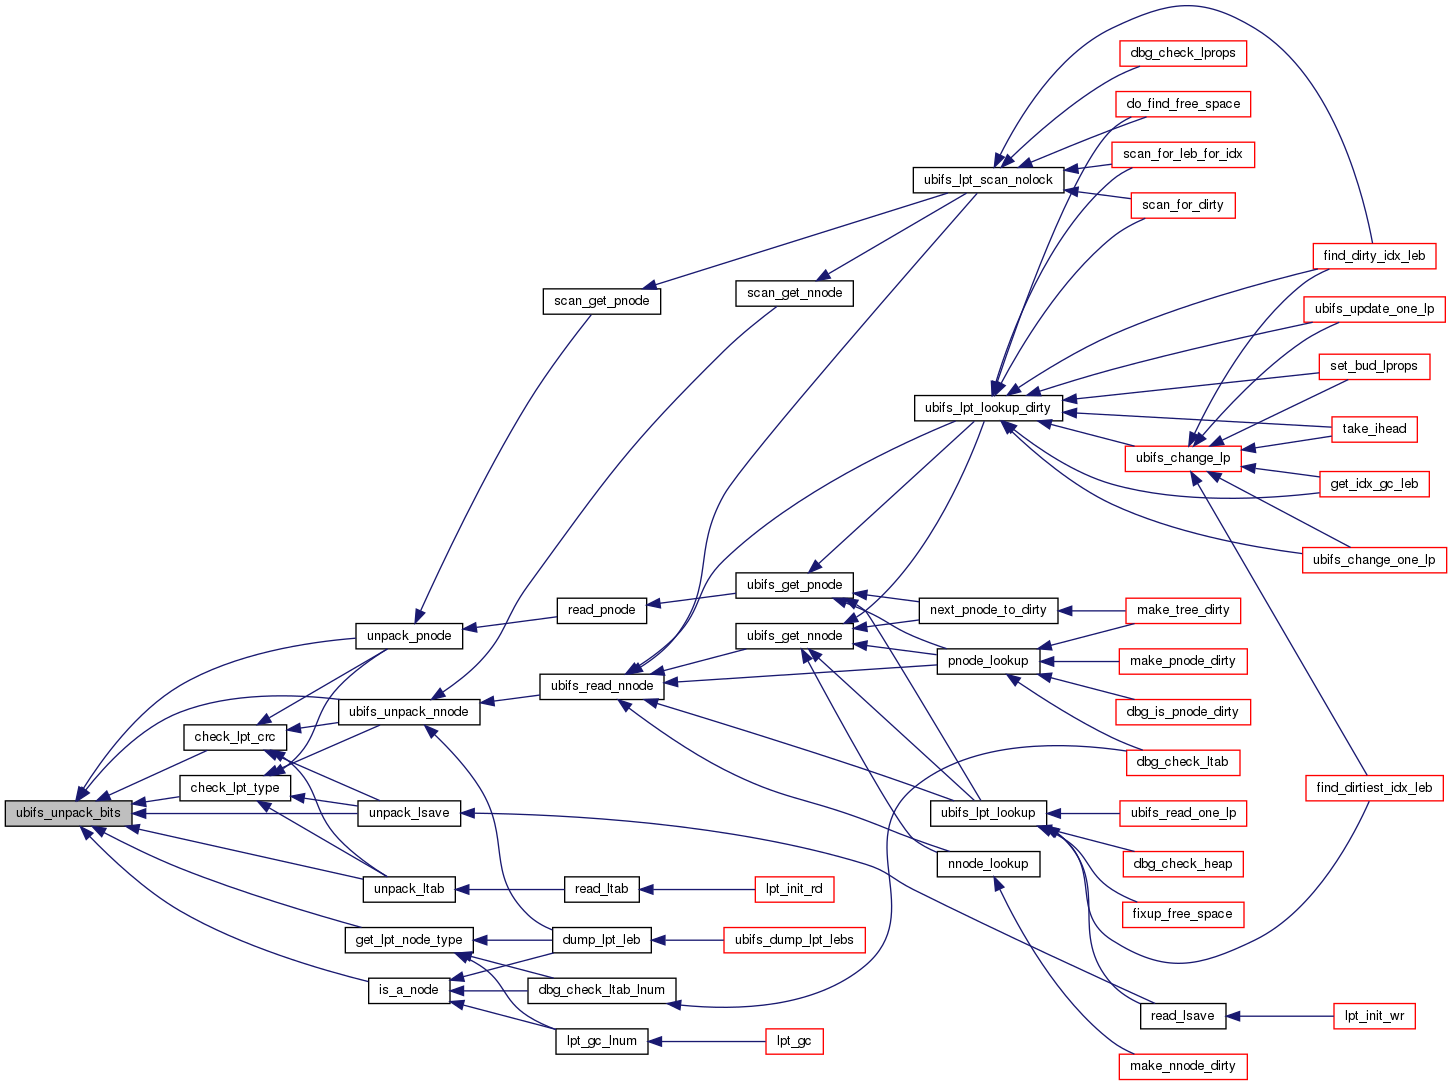 dbg_check_lprops
do_find_free_space
scan_for_leb_for_idx
ubifs_lpt_scan_nolock
scan_for_dirty
find_dirty_idx_leb
scan_get_nnode
scan_get_pnode
ubifs_update_one_lp
set_bud_lprops
ubifs_lpt_lookup_dirty
take_ihead
ubifs_change_lp
get_idx_gc_leb
ubifs_change_one_lp
ubifs_get_pnode
read_pnode
next_pnode_to_dirty
make_tree_dirty
unpack_pnode
ubifs_get_nnode
pnode_lookup
make_pnode_dirty
ubifs_read_nnode
ubifs_unpack_nnode
dbg_is_pnode_dirty
check_lpt_crc
dbg_check_ltab
check_lpt_type
find_dirtiest_idx_leb
ubifs_unpack_bits
unpack_lsave
ubifs_lpt_lookup
ubifs_read_one_lp
nnode_lookup
dbg_check_heap
unpack_ltab
read_ltab
lpt_init_rd
fixup_free_space
get_lpt_node_type
dump_lpt_leb
ubifs_dump_lpt_lebs
is_a_node
dbg_check_ltab_lnum
read_lsave
lpt_init_wr
lpt_gc_lnum
lpt_gc
make_nnode_dirty